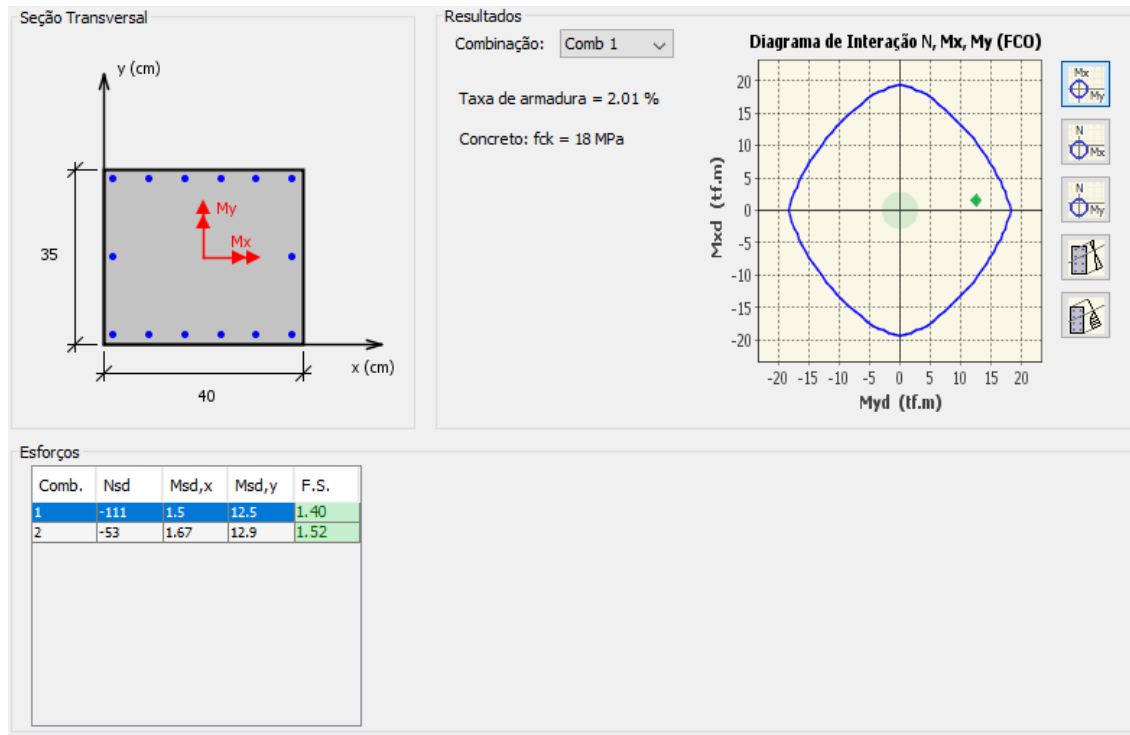 Seção Transversal
y (cm)
My
Mx
35
x (cm)
40
Resultados
Combinação: Comb 1
Taxa de armadura = 2.01 %
Concreto: fck = 18 MPa
Diagrama de Interação N, Mx, My (FCO)
Mxd (tf.m)
20
15
10
5
0
-5
-10
-15
-20
-20 -15 -10 -5 0 5 10 15 20
Myd (tf.m)
Mx
My
N
Mx
N
My
Esforços
Comb. Nsd Msd,x Msd,y F.S.
1 -111 1.5 12.5 1.40
2 -53 1.67 12.9 1.52